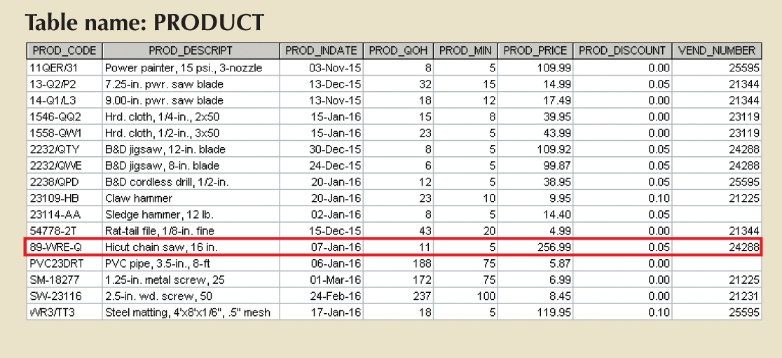 Table name: PRODUCT
PROD_CODE PROD_DESCRIPT PROD_INDATE PROD_QOH PROD_MIN PROD_PRICE PROD_DISCOUNT VEND_NUMBER
11QER/31 Power painter, 15 psi., 3-nozzle 03-Nov-15 8 5 109.99 0.00 25595
13-Q2/P2 7.25-in. pwr. saw blade 13-Dec-15 32 15 14.99 0.05 21344
14-Q1/L3 9.00-in. pwr. saw blade 13-Nov-15 18 12 17.49 0.00 21344
1546-QQ2 Hrd. cloth, 1/4-in., 2x50 15-Jan-16 15 8 39.95 0.00 23119
1558-QW1 Hrd. cloth, 1/2-in., 3x50 15-Jan-16 23 5 43.99 0.00 23119
2232/QTY B&D jigsaw, 12-in. blade 30-Dec-15 8 5 109.92 0.05 24288
2232/QWE B&D jigsaw, 8-in. blade 24-Dec-15 6 5 99.87 0.05 24288
2238/QPD B&D cordless drill, 1/2-in. 20-Jan-16 12 5 38.95 0.05 25595
23109-HB Claw hammer 20-Jan-16 23 10 9.95 0.10 21225
23114-AA Sledge hammer, 12 lb. 02-Jan-16 8 5 14.40 0.05
54778-2T Rat-tail file, 1/8-in. fine 15-Dec-15 43 20 4.99 0.00 21344
89-WRE-Q Hicut chain saw, 16 in. 07-Jan-16 11 5 256.99 0.05 24288
PVC23DRT PVC pipe, 3.5-in., 8-ft 06-Jan-16 188 75 5.87 0.00
SM-18277 1.25-in. metal screw, 25 01-Mar-16 172 75 6.99 0.00 21225
SW-23116 2.5-in. wd. screw, 50 24-Feb-16 237 100 8.45 0.00 21231
WR3/TT3 Steel matting, 4'x8'x1/6", .5" mesh 17-Jan-16 18 5 119.95 0.10 25595